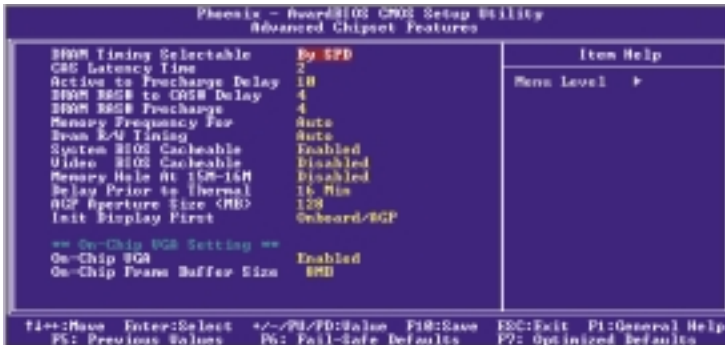 Phoenix - AwardBIOS CMOS Setup Utility
Advanced Chipset Features
DRAM Timing Selectable By SPD
CAS Latency Time 2
Active to Precharge Delay 10
DRAM RAS# to CAS# Delay 4
DRAM RAS# Precharge 4
Memory Frequency For Auto
Dram R/W Timing Auto
System BIOS Cacheable Enabled
Video BIOS Cacheable Disabled
Memory Hole At 15M-16M Disabled
Delay Prior to Thermal 16 Min
AGP Aperture Size (MB) 128
Init Display First Onboard/AGP
** On-Chip VGA Setting **
On-Chip VGA Enabled
On-Chip Frame Buffer Size 8MB
Item Help
Menu Level ►
↑↓→←:Move Enter:Select +/-/PU/PD:Value F10:Save ESC:Exit F1:General Help
F5: Previous Values F6: Fail-Safe Defaults F7: Optimized Defaults